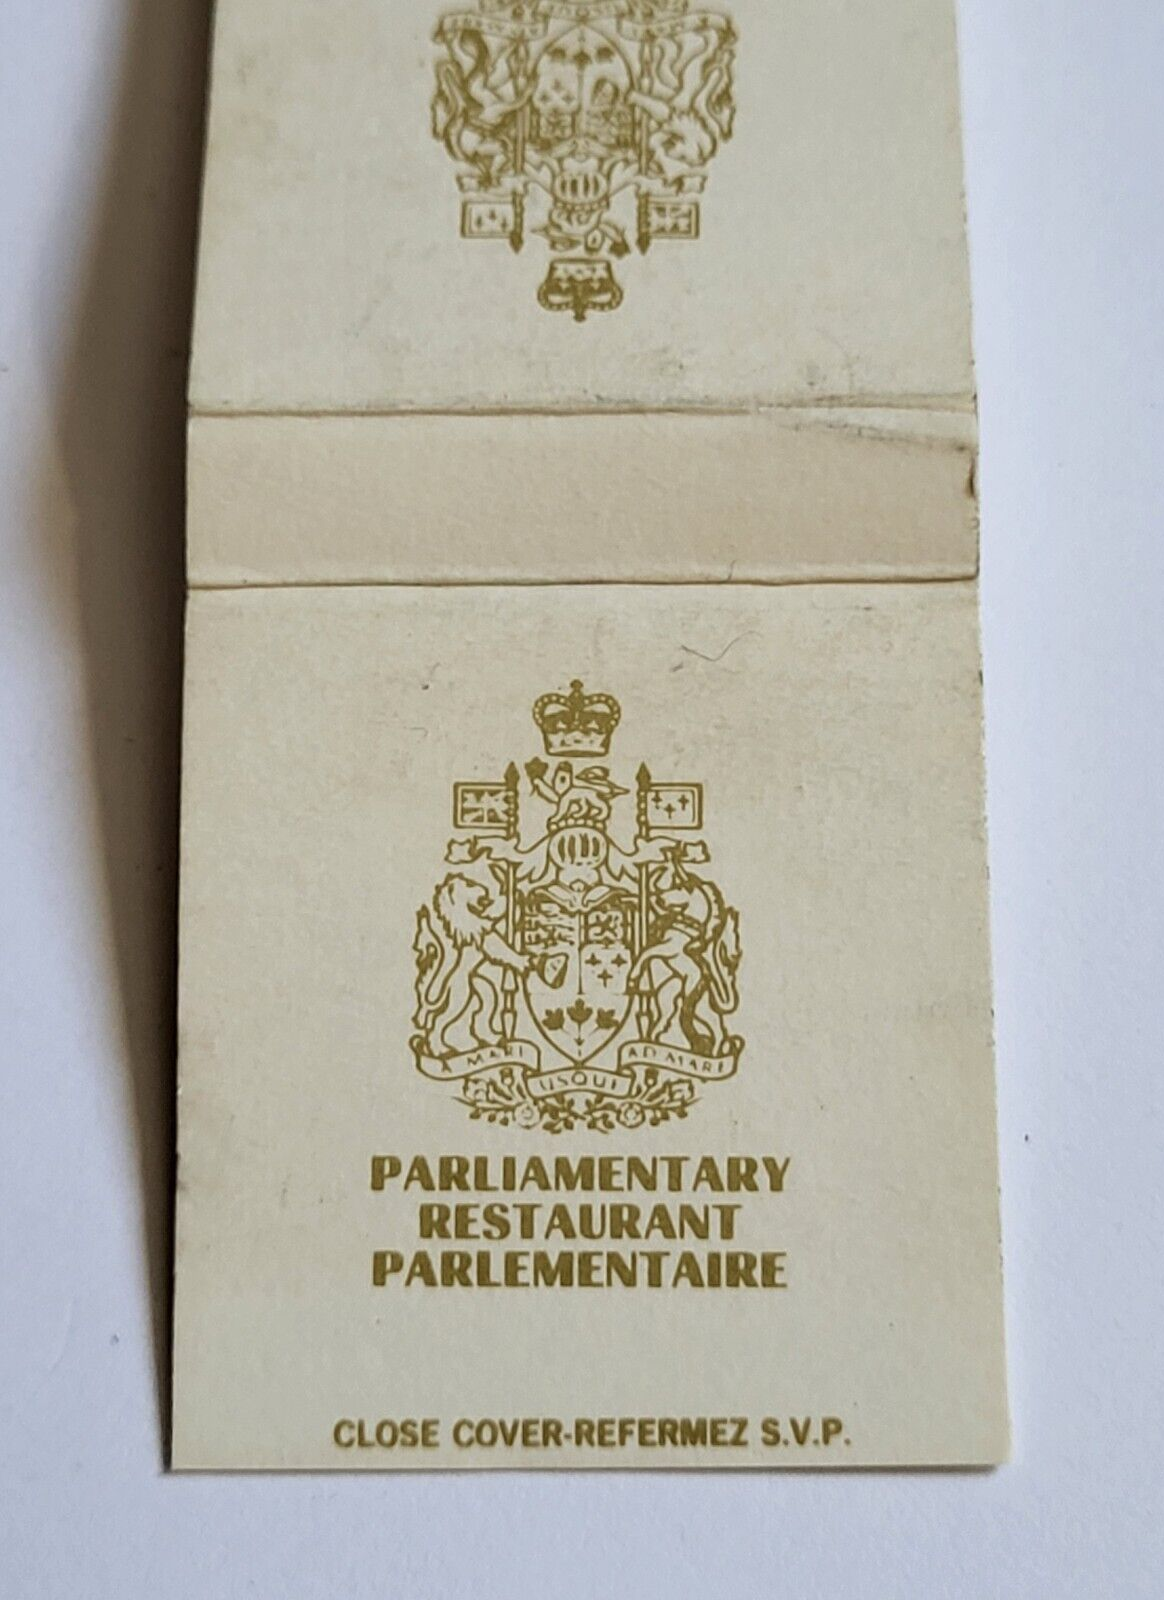 A MARI USQUE AD MARE
PARLIAMENTARY
RESTAURANT
PARLEMENTAIRE
CLOSE COVER-REFERMEZ S.V.P.